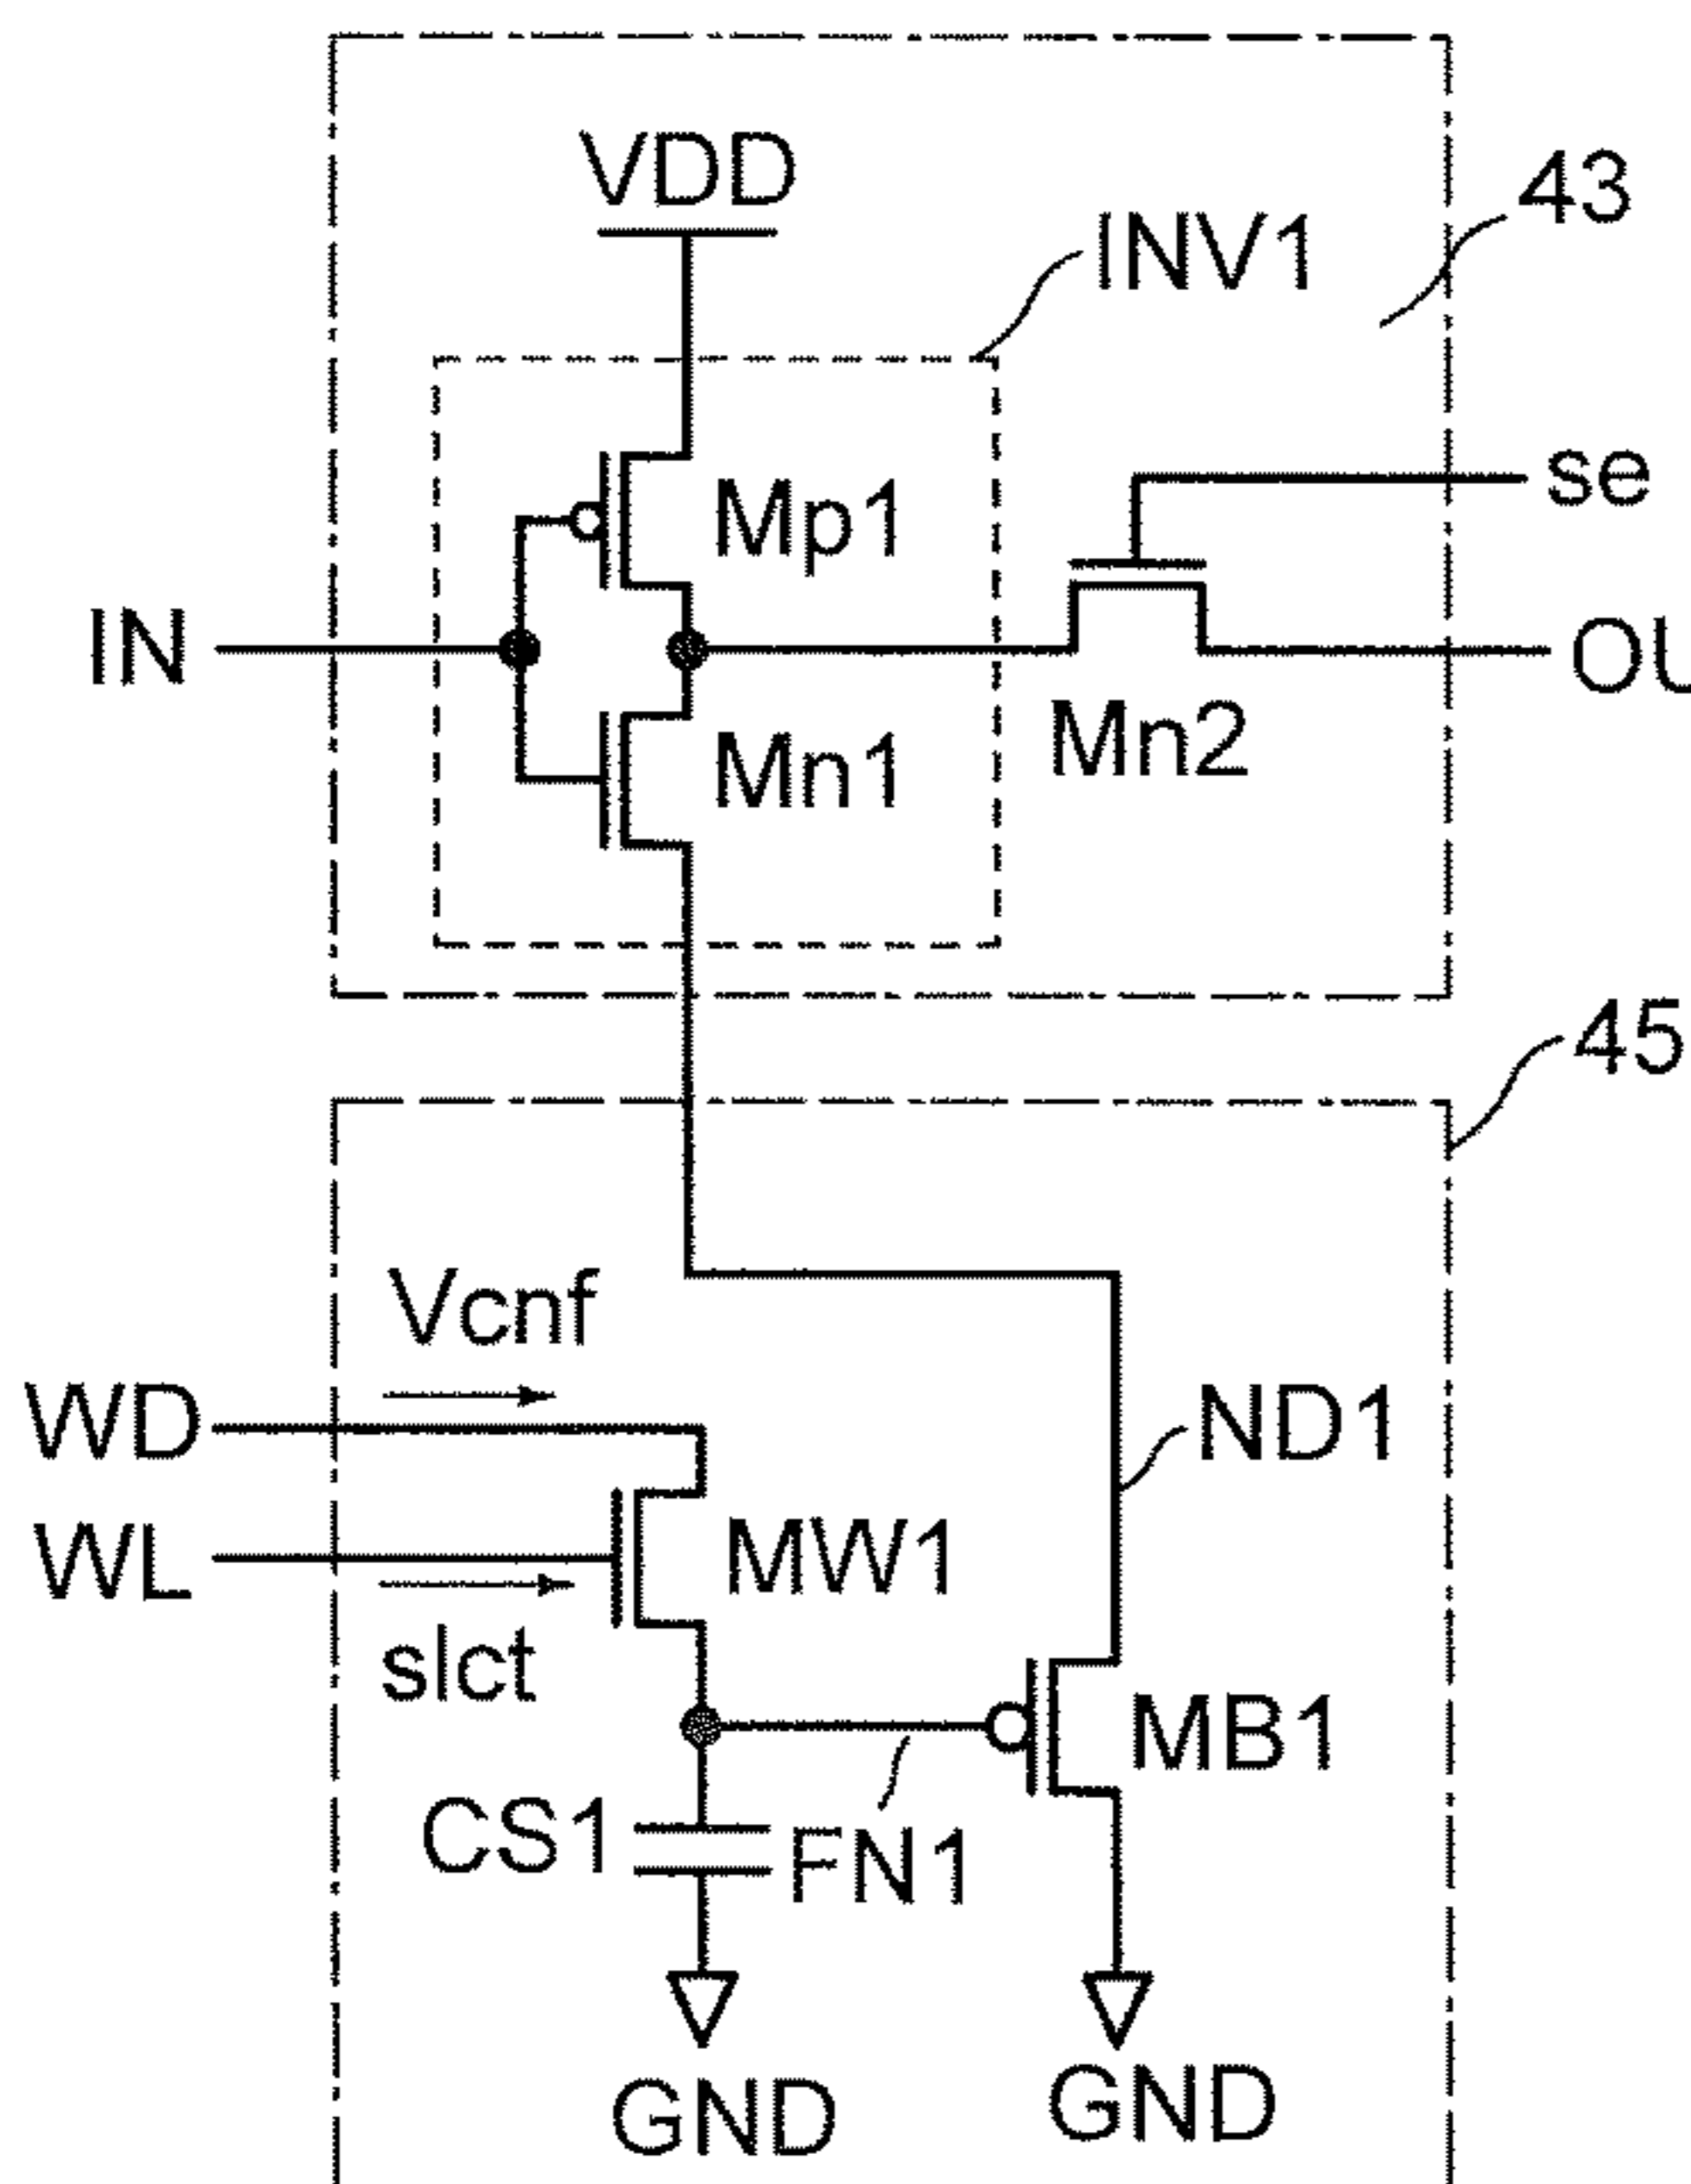 VDD
43
INV1
se
Mp1
IN
OU
Mn2
Mn1
45
Vcnf
WD
ND1
WL
MW1
slct
MB1
CS1
FN1
GND
GND